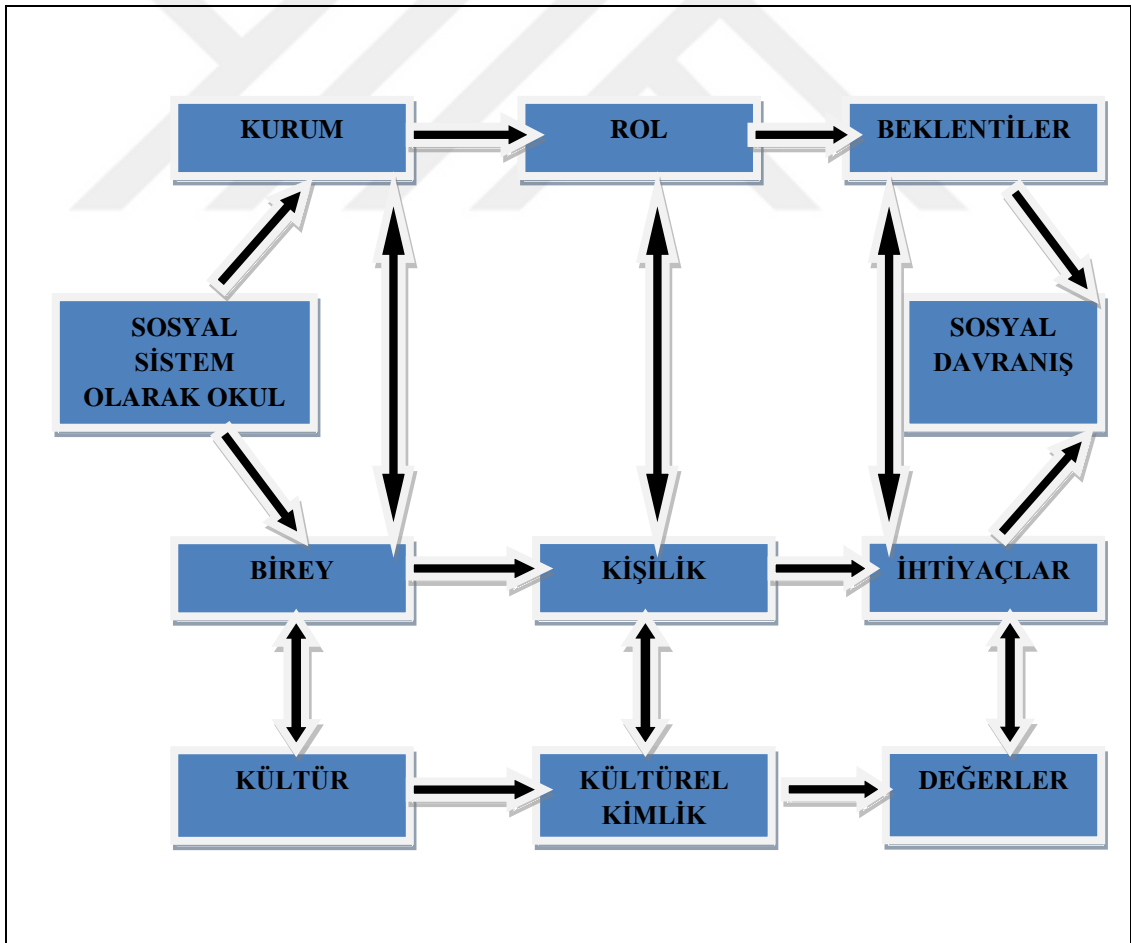 KURUM
ROL
BEKLENTİLER
SOSYAL
SİSTEM
OLARAK OKUL
SOSYAL
DAVRANIŞ
BİREY
KİŞİLİK
İHTİYAÇLAR
KÜLTÜR
KÜLTÜREL
KİMLİK
DEĞERLER